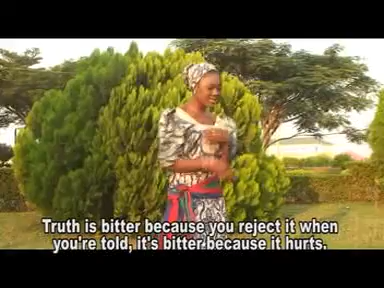 Truth is bitter because you reject it when
you're told, it's bitter because it hurts.